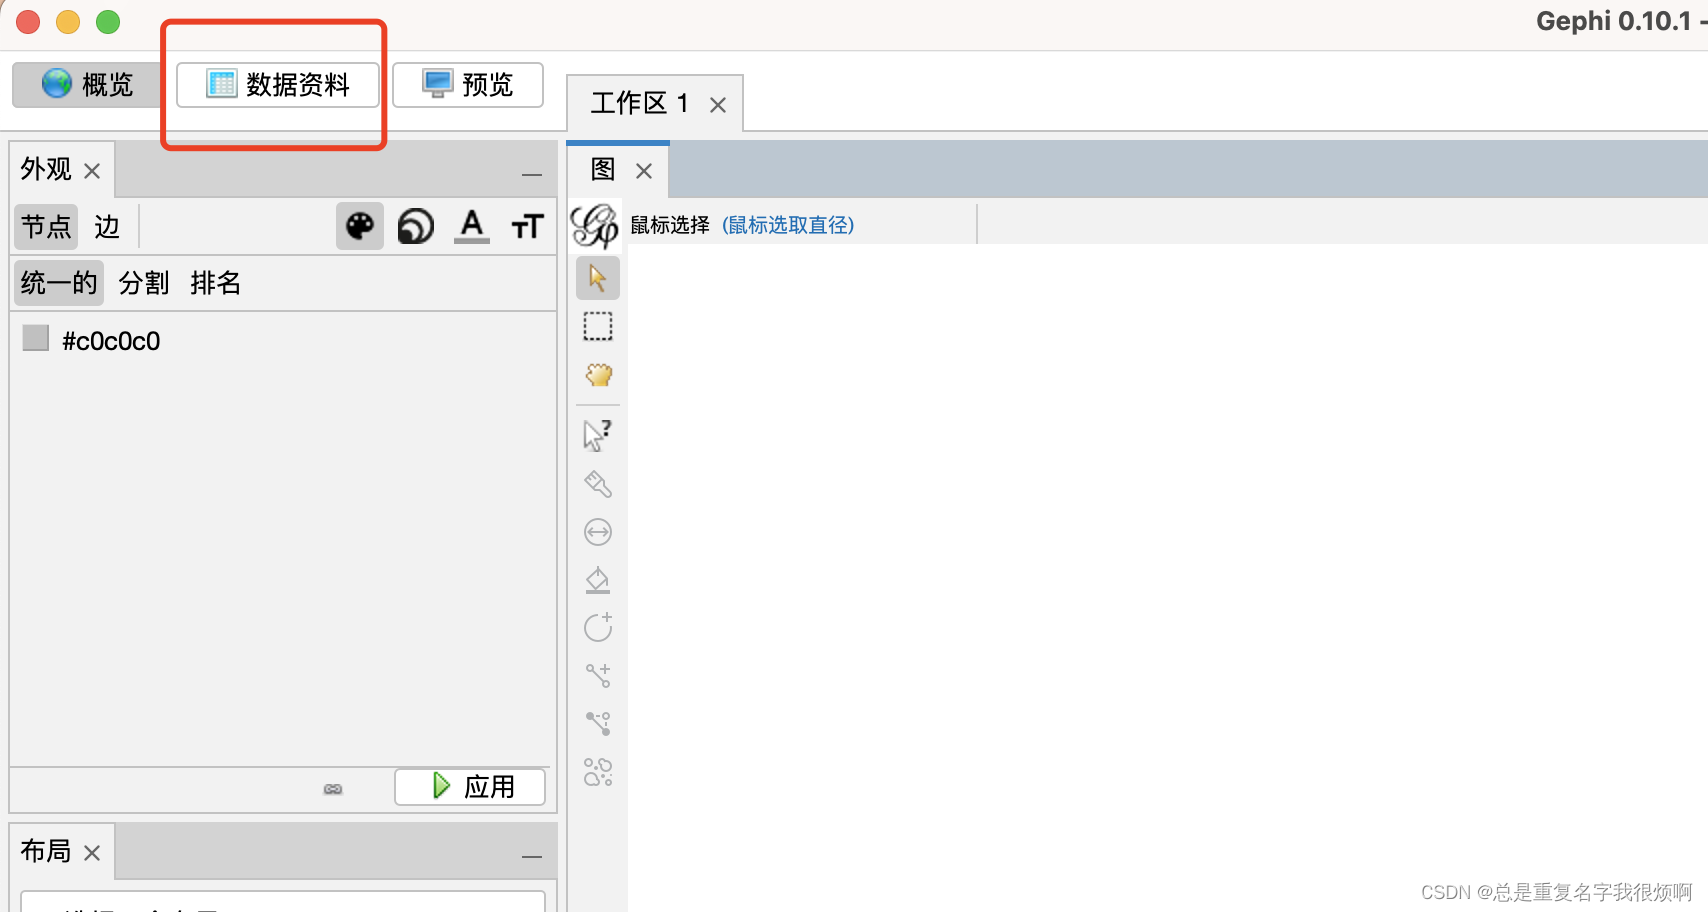 Gephi 0.10.1 -
概览
数据资料
预览
工作区 1
外观
图
节点 边
A
TT
鼠标选择 (鼠标选取直径)
统一的 分割 排名
#c0c0c0
应用
布局
CSDN @总是重复名字我很烦啊